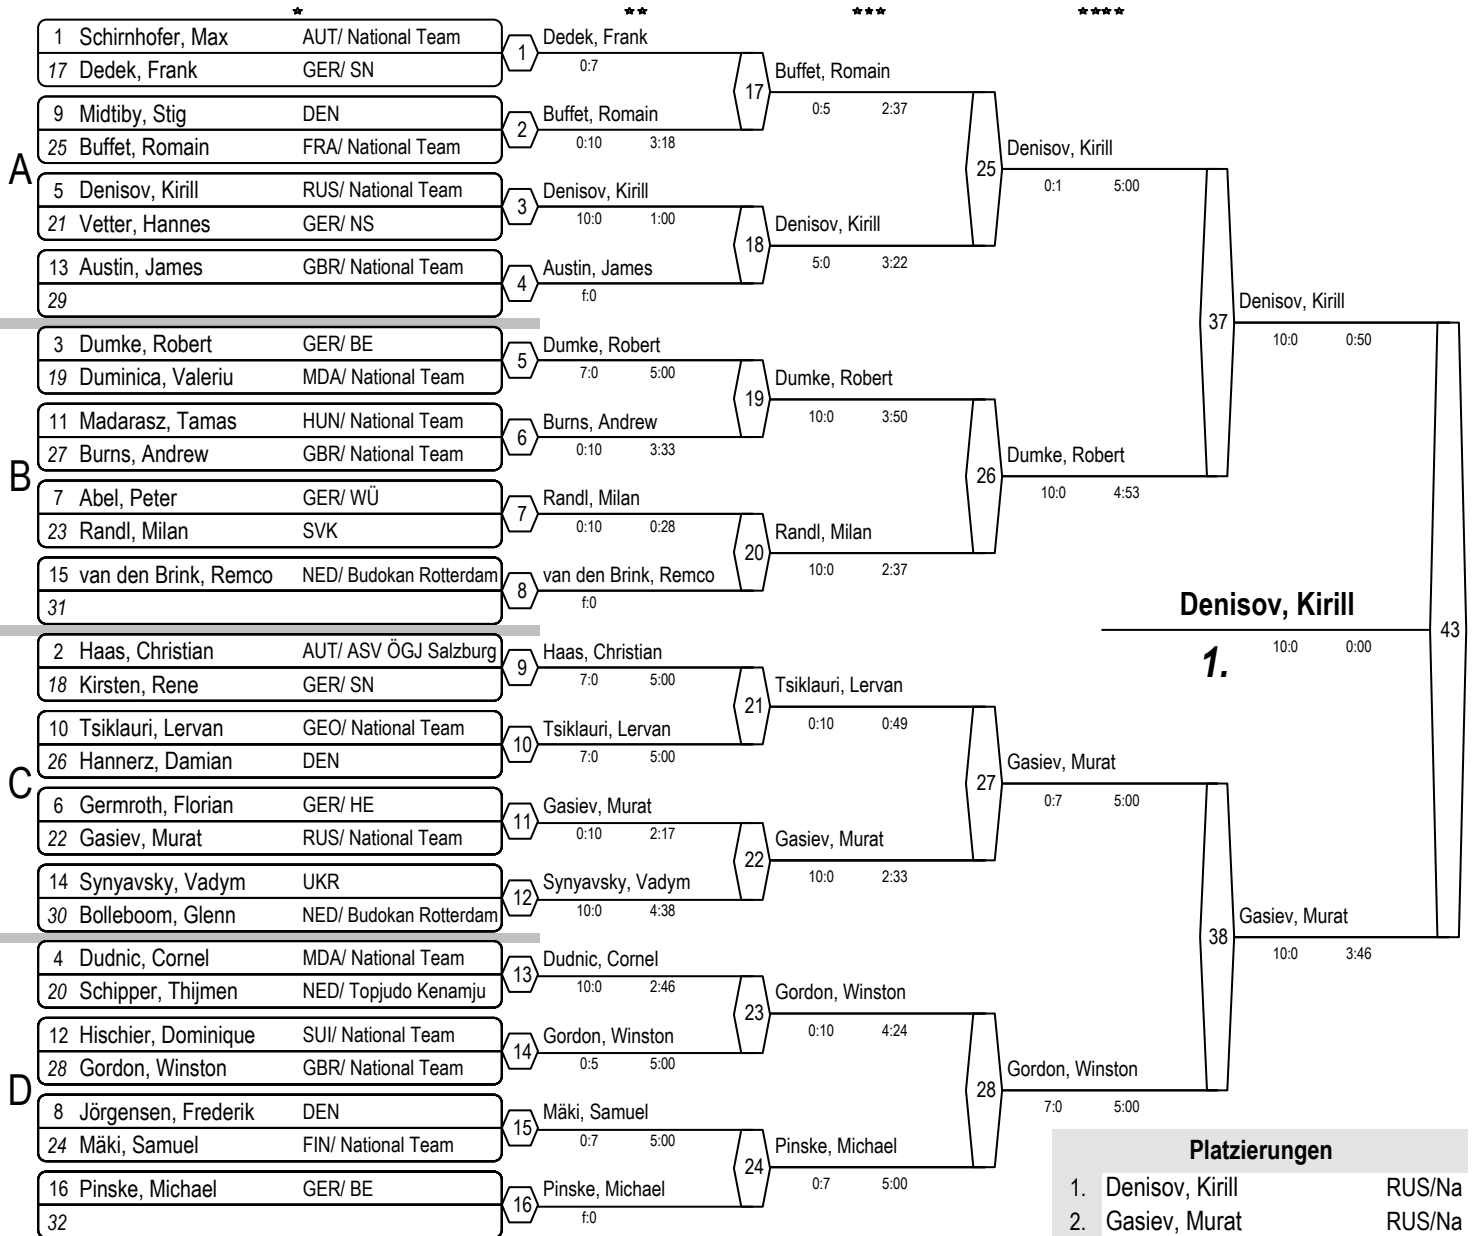 * ** *** ****
A
1 Schirnhofer, Max AUT/ National Team
17 Dedek, Frank GER/ SN
9 Midtiby, Stig DEN
25 Buffet, Romain FRA/ National Team
5 Denisov, Kirill RUS/ National Team
21 Vetter, Hannes GER/ NS
13 Austin, James GBR/ National Team
29
B
3 Dumke, Robert GER/ BE
19 Duminica, Valeriu MDA/ National Team
11 Madarasz, Tamas HUN/ National Team
27 Burns, Andrew GBR/ National Team
7 Abel, Peter GER/ WÜ
23 Randl, Milan SVK
15 van den Brink, Remco NED/ Budokan Rotterdam
31
C
2 Haas, Christian AUT/ ASV ÖGJ Salzburg
18 Kirsten, Rene GER/ SN
10 Tsiklauri, Lervan GEO/ National Team
26 Hannerz, Damian DEN
6 Germroth, Florian GER/ HE
22 Gasiev, Murat RUS/ National Team
14 Synyavsky, Vadym UKR
30 Bolleboom, Glenn NED/ Budokan Rotterdam
D
4 Dudnic, Cornel MDA/ National Team
20 Schipper, Thijmen NED/ Topjudo Kenamju
12 Hischier, Dominique SUI/ National Team
28 Gordon, Winston GBR/ National Team
8 Jörgensen, Frederik DEN
24 Mäki, Samuel FIN/ National Team
16 Pinske, Michael GER/ BE
32
1 Dedek, Frank
0:7
2 Buffet, Romain
0:10 3:18
3 Denisov, Kirill
10:0 1:00
4 Austin, James
f:0
5 Dumke, Robert
7:0 5:00
6 Burns, Andrew
0:10 3:33
7 Randl, Milan
0:10 0:28
8 van den Brink, Remco
f:0
9 Haas, Christian
7:0 5:00
10 Tsiklauri, Lervan
7:0 5:00
11 Gasiev, Murat
0:10 2:17
12 Synyavsky, Vadym
10:0 4:38
13 Dudnic, Cornel
10:0 2:46
14 Gordon, Winston
0:5 5:00
15 Mäki, Samuel
0:7 5:00
16 Pinske, Michael
f:0
17 Buffet, Romain
0:5 2:37
18 Denisov, Kirill
5:0 3:22
19 Dumke, Robert
10:0 3:50
20 Randl, Milan
10:0 2:37
21 Tsiklauri, Lervan
0:10 0:49
22 Gasiev, Murat
10:0 2:33
23 Gordon, Winston
0:10 4:24
24 Pinske, Michael
0:7 5:00
25 Denisov, Kirill
0:1 5:00
26 Dumke, Robert
10:0 4:53
27 Gasiev, Murat
0:7 5:00
28 Gordon, Winston
7:0 5:00
37 Denisov, Kirill
10:0 0:50
38 Gasiev, Murat
10:0 3:46
43
Denisov, Kirill
1. 10:0 0:00
Platzierungen
1. Denisov, Kirill RUS/Na
2. Gasiev, Murat RUS/Na